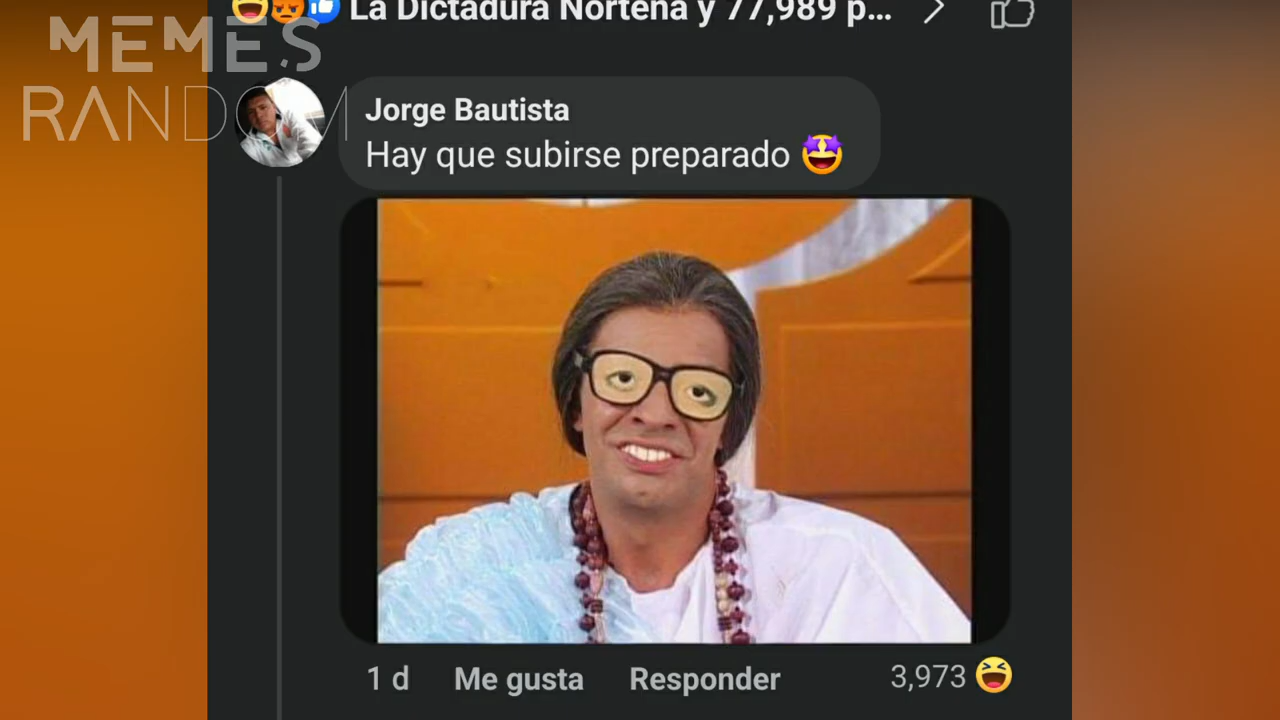 La Dictadura Norteña y 77,989 p...
MEMES
RANDOM
Jorge Bautista
Hay que subirse preparado 🤩
1 d Me gusta Responder 3,973